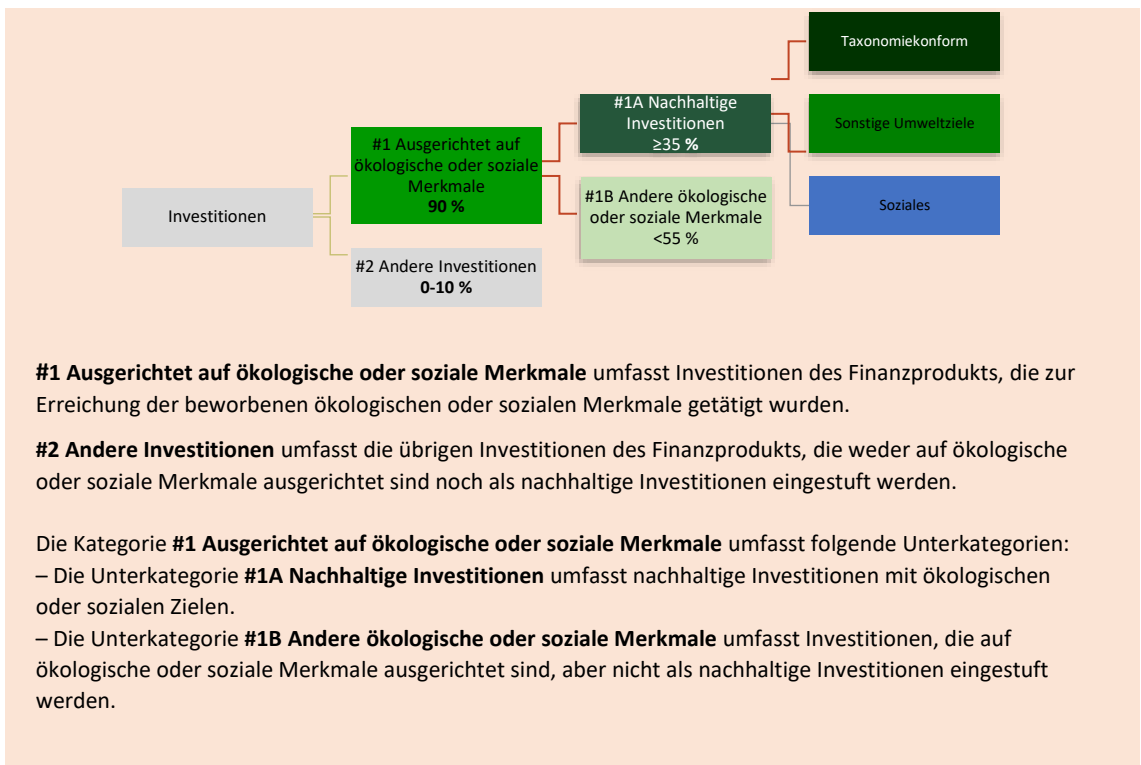 Taxonomiekonform
#1A Nachhaltige
Investitionen
≥35 %
Sonstige Umweltziele
#1 Ausgerichtet auf
ökologische oder soziale
Merkmale
90 %
#1B Andere ökologische
oder soziale Merkmale
<55 %
Soziales
Investitionen
#2 Andere Investitionen
0-10 %
#1 Ausgerichtet auf ökologische oder soziale Merkmale umfasst Investitionen des Finanzprodukts, die zur
Erreichung der beworbenen ökologischen oder sozialen Merkmale getätigt wurden.
#2 Andere Investitionen umfasst die übrigen Investitionen des Finanzprodukts, die weder auf ökologische
oder soziale Merkmale ausgerichtet sind noch als nachhaltige Investitionen eingestuft werden.
Die Kategorie #1 Ausgerichtet auf ökologische oder soziale Merkmale umfasst folgende Unterkategorien:
– Die Unterkategorie #1A Nachhaltige Investitionen umfasst nachhaltige Investitionen mit ökologischen
oder sozialen Zielen.
– Die Unterkategorie #1B Andere ökologische oder soziale Merkmale umfasst Investitionen, die auf
ökologische oder soziale Merkmale ausgerichtet sind, aber nicht als nachhaltige Investitionen eingestuft
werden.